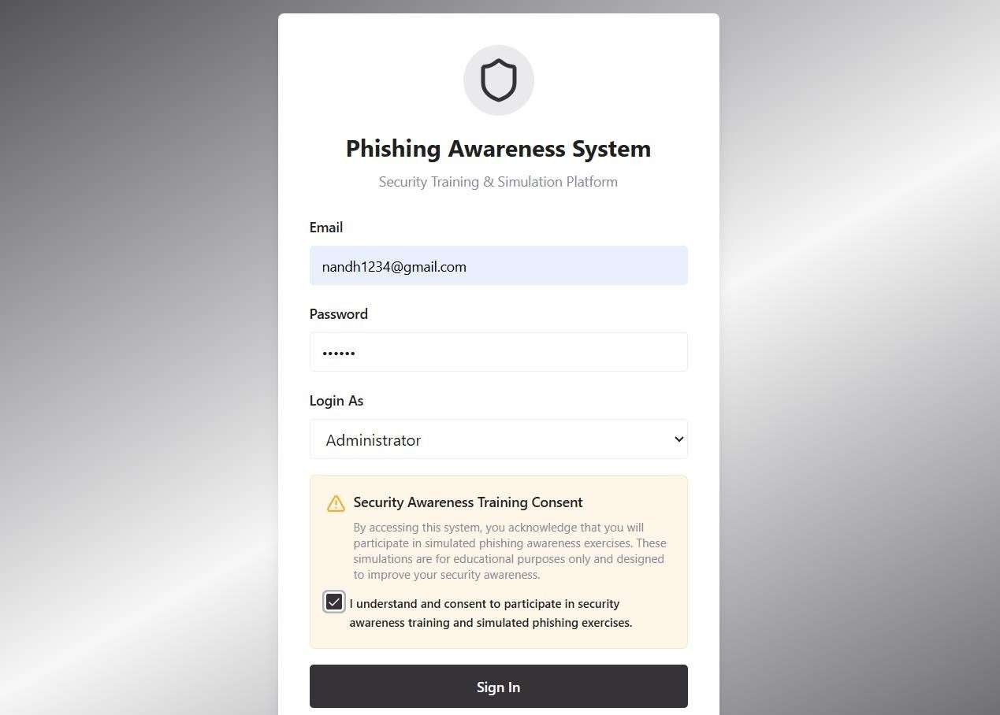 Phishing Awareness System
Security Training & Simulation Platform
Email
nandh1234@gmail.com
Password
••••••
Login As
Administrator
Security Awareness Training Consent
By accessing this system, you acknowledge that you will
participate in simulated phishing awareness exercises. These
simulations are for educational purposes only and designed
to improve your security awareness.
I understand and consent to participate in security
awareness training and simulated phishing exercises.
Sign In